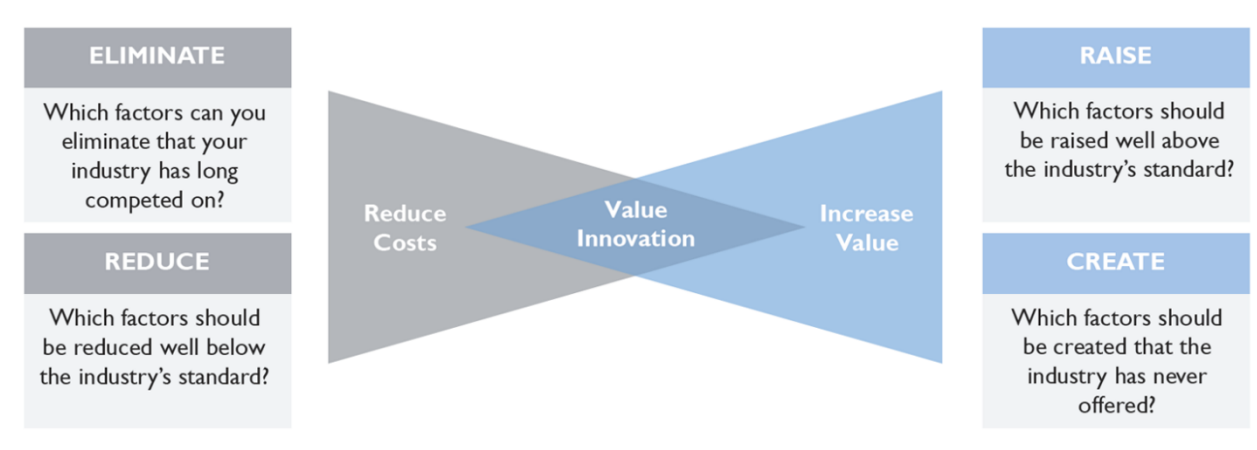 ELIMINATE
Which factors can you
eliminate that your
industry has long
competed on?
REDUCE
Which factors should
be reduced well below
the industry's standard?
Reduce
Costs
Value
Innovation
Increase
Value
RAISE
Which factors should
be raised well above
the industry's standard?
CREATE
Which factors should
be created that the
industry has never
offered?